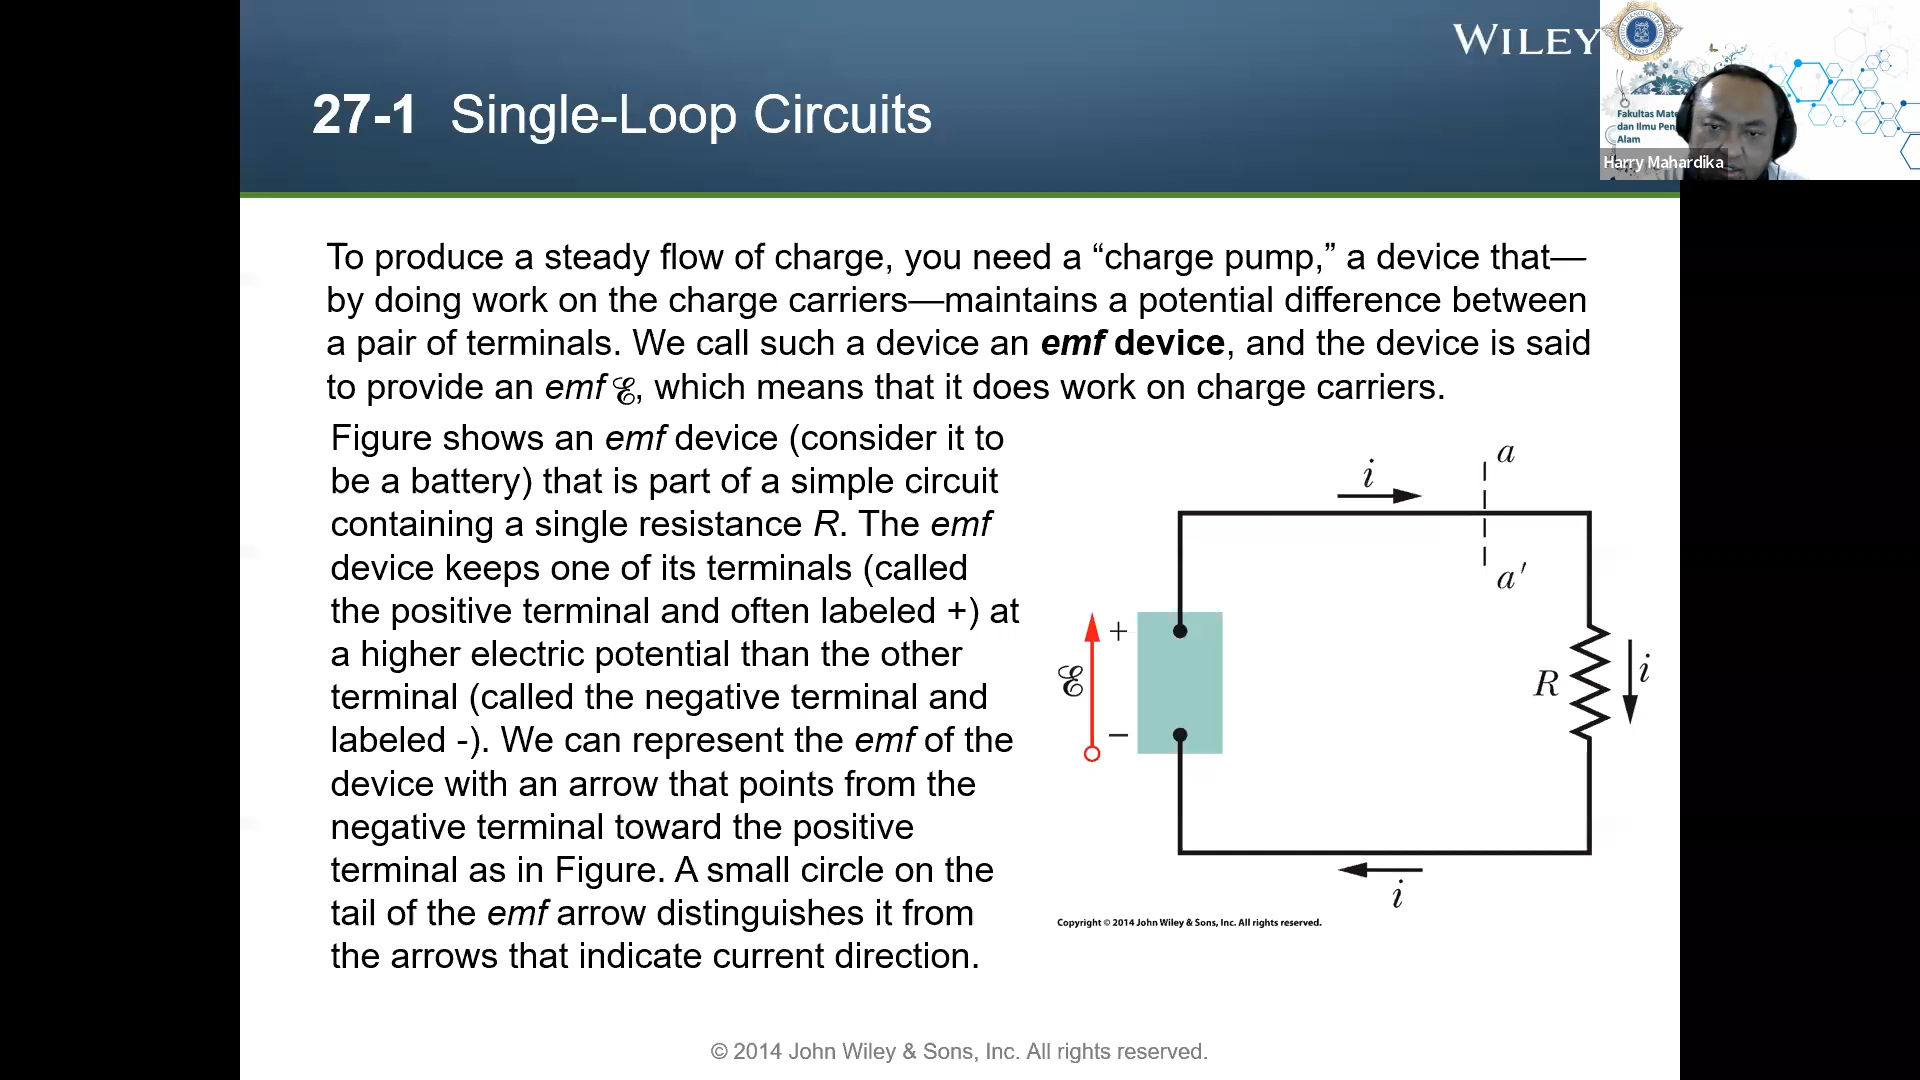 WILEY
27-1 Single-Loop Circuits
Fakultas Mate
dan Ilmu Pen
Alam
Harry Mahardika
To produce a steady flow of charge, you need a “charge pump,” a device that—
by doing work on the charge carriers—maintains a potential difference between
a pair of terminals. We call such a device an emf device, and the device is said
to provide an emf ℰ, which means that it does work on charge carriers.
Figure shows an emf device (consider it to
be a battery) that is part of a simple circuit
containing a single resistance R. The emf
device keeps one of its terminals (called
the positive terminal and often labeled +) at
a higher electric potential than the other
terminal (called the negative terminal and
labeled -). We can represent the emf of the
device with an arrow that points from the
negative terminal toward the positive
terminal as in Figure. A small circle on the
tail of the emf arrow distinguishes it from
the arrows that indicate current direction.
a
i
a′
+
ℰ
R
i
−
i
Copyright © 2014 John Wiley & Sons, Inc. All rights reserved.
© 2014 John Wiley & Sons, Inc. All rights reserved.